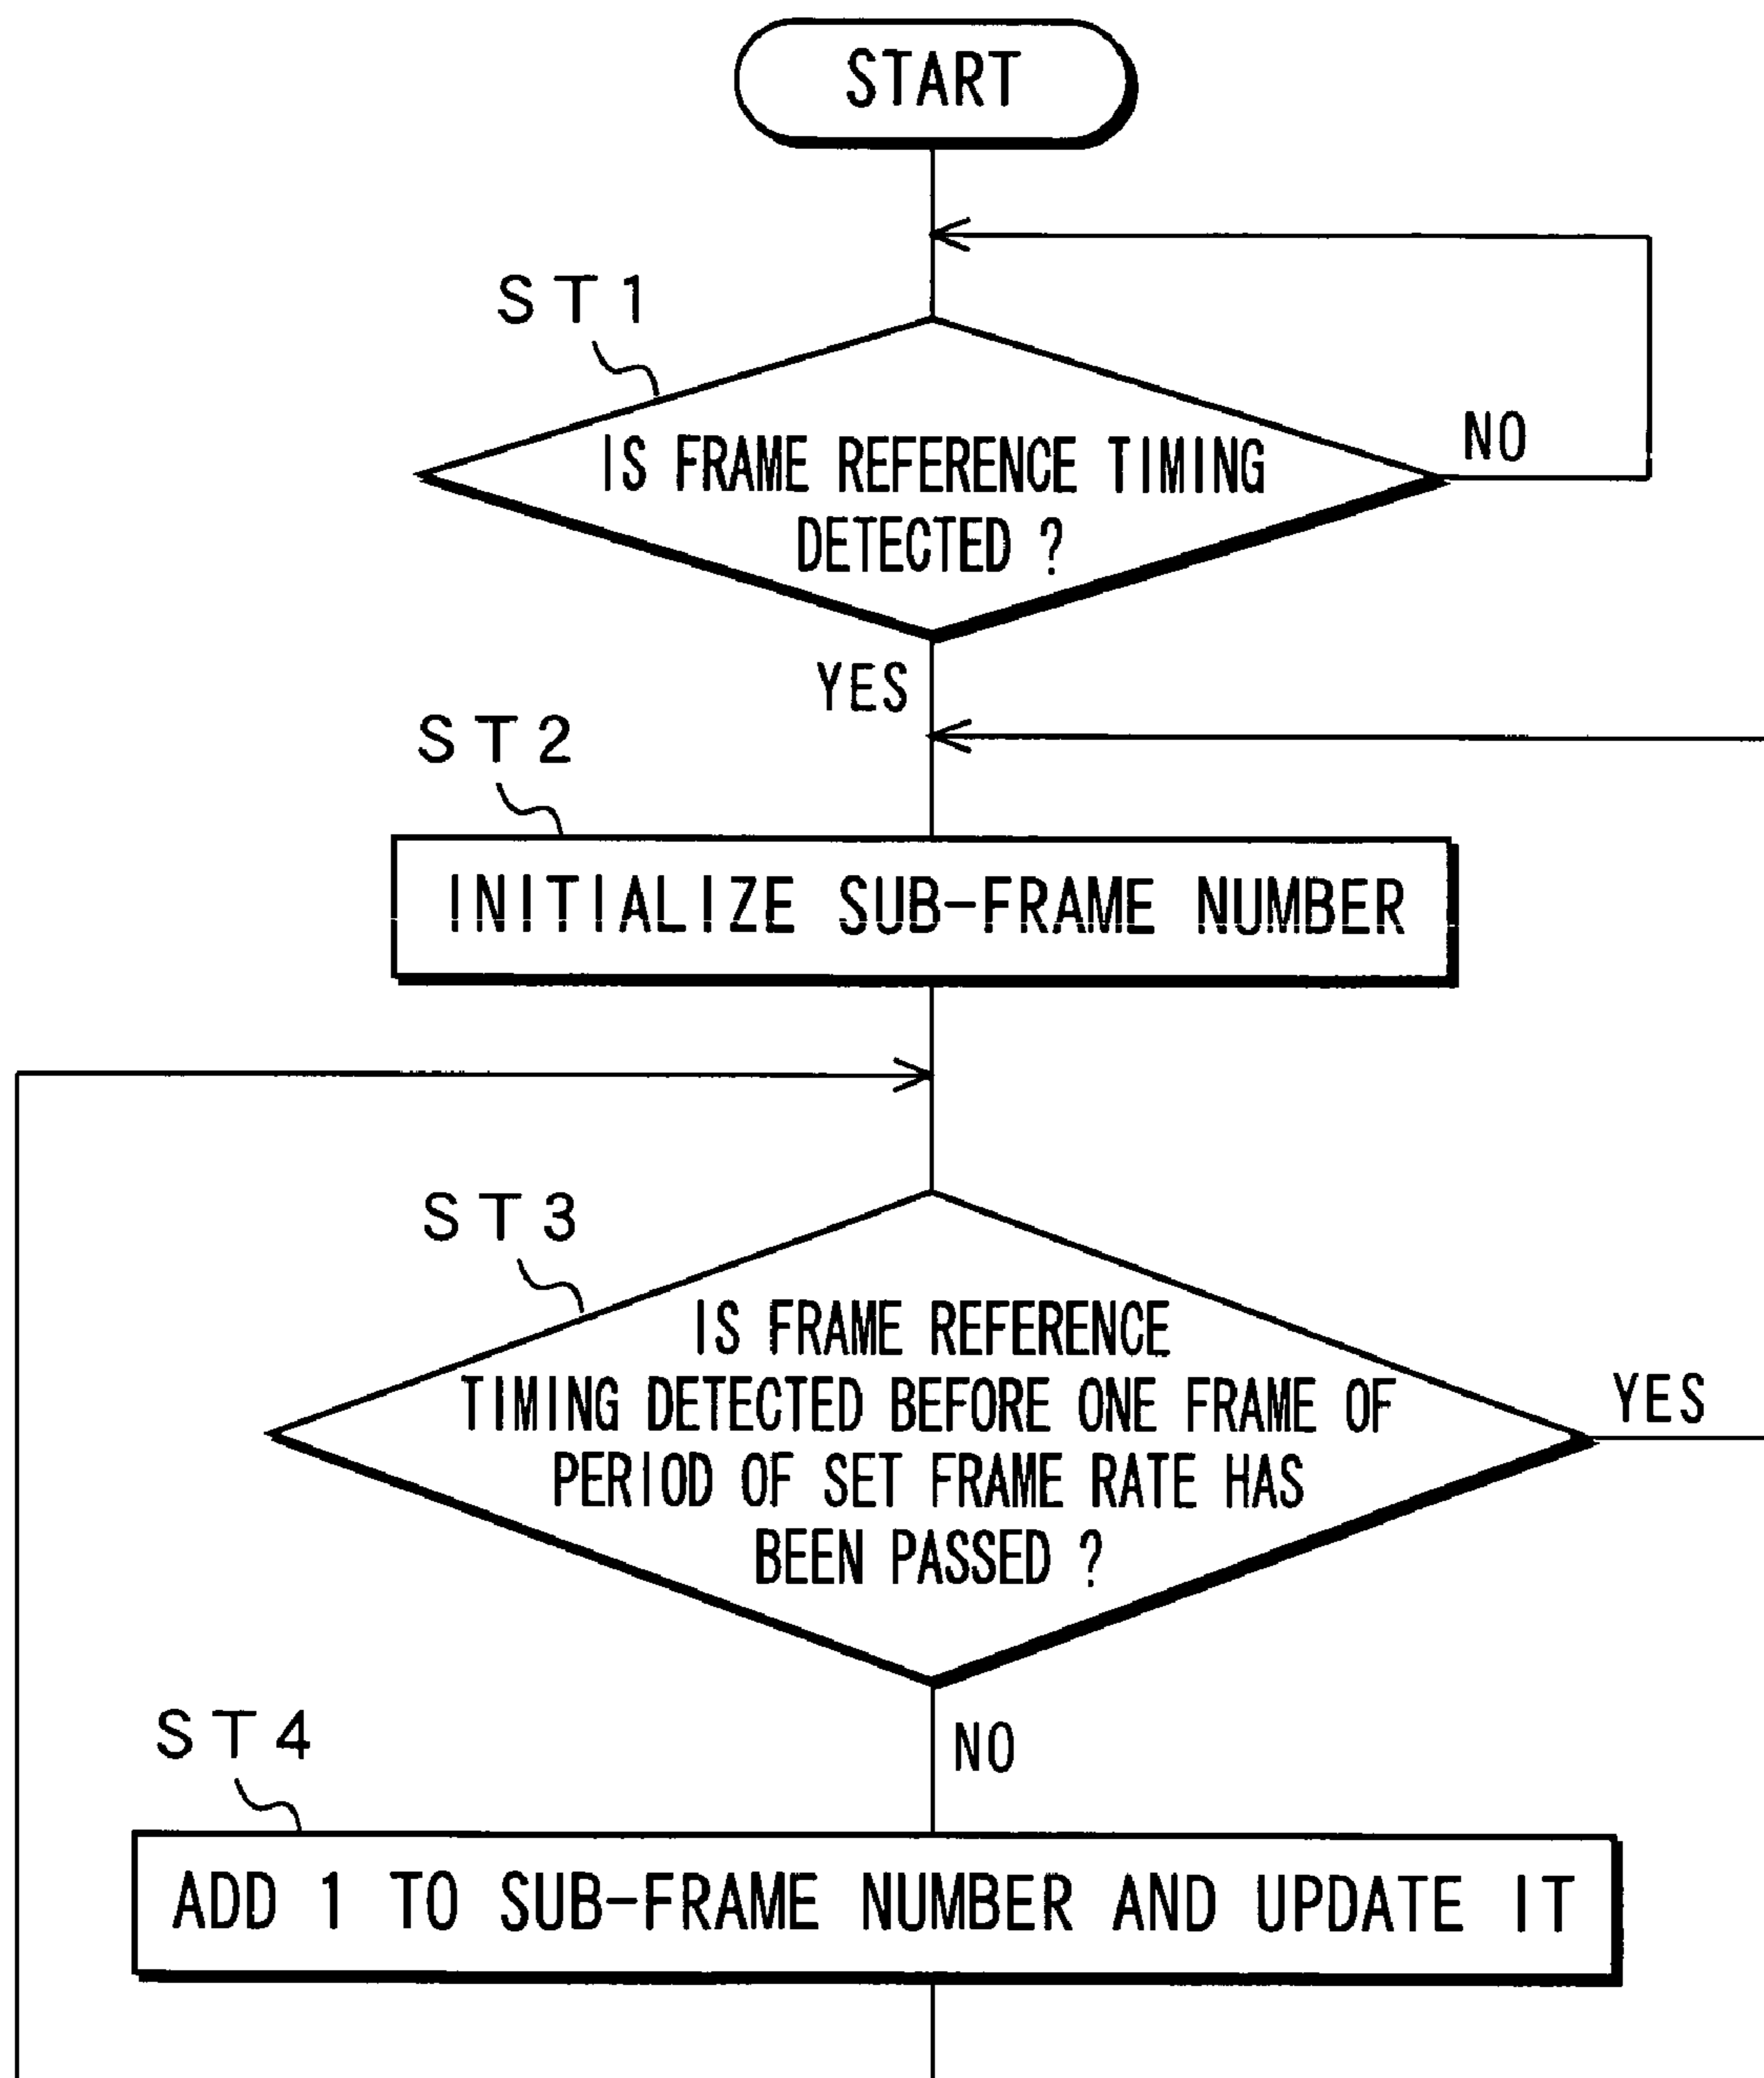 START
ST1
IS FRAME REFERENCE TIMING
DETECTED ?
NO
YES
ST2
INITIALIZE SUB-FRAME NUMBER
ST3
IS FRAME REFERENCE
TIMING DETECTED BEFORE ONE FRAME OF
PERIOD OF SET FRAME RATE HAS
BEEN PASSED ?
YES
NO
ST4
ADD 1 TO SUB-FRAME NUMBER AND UPDATE IT